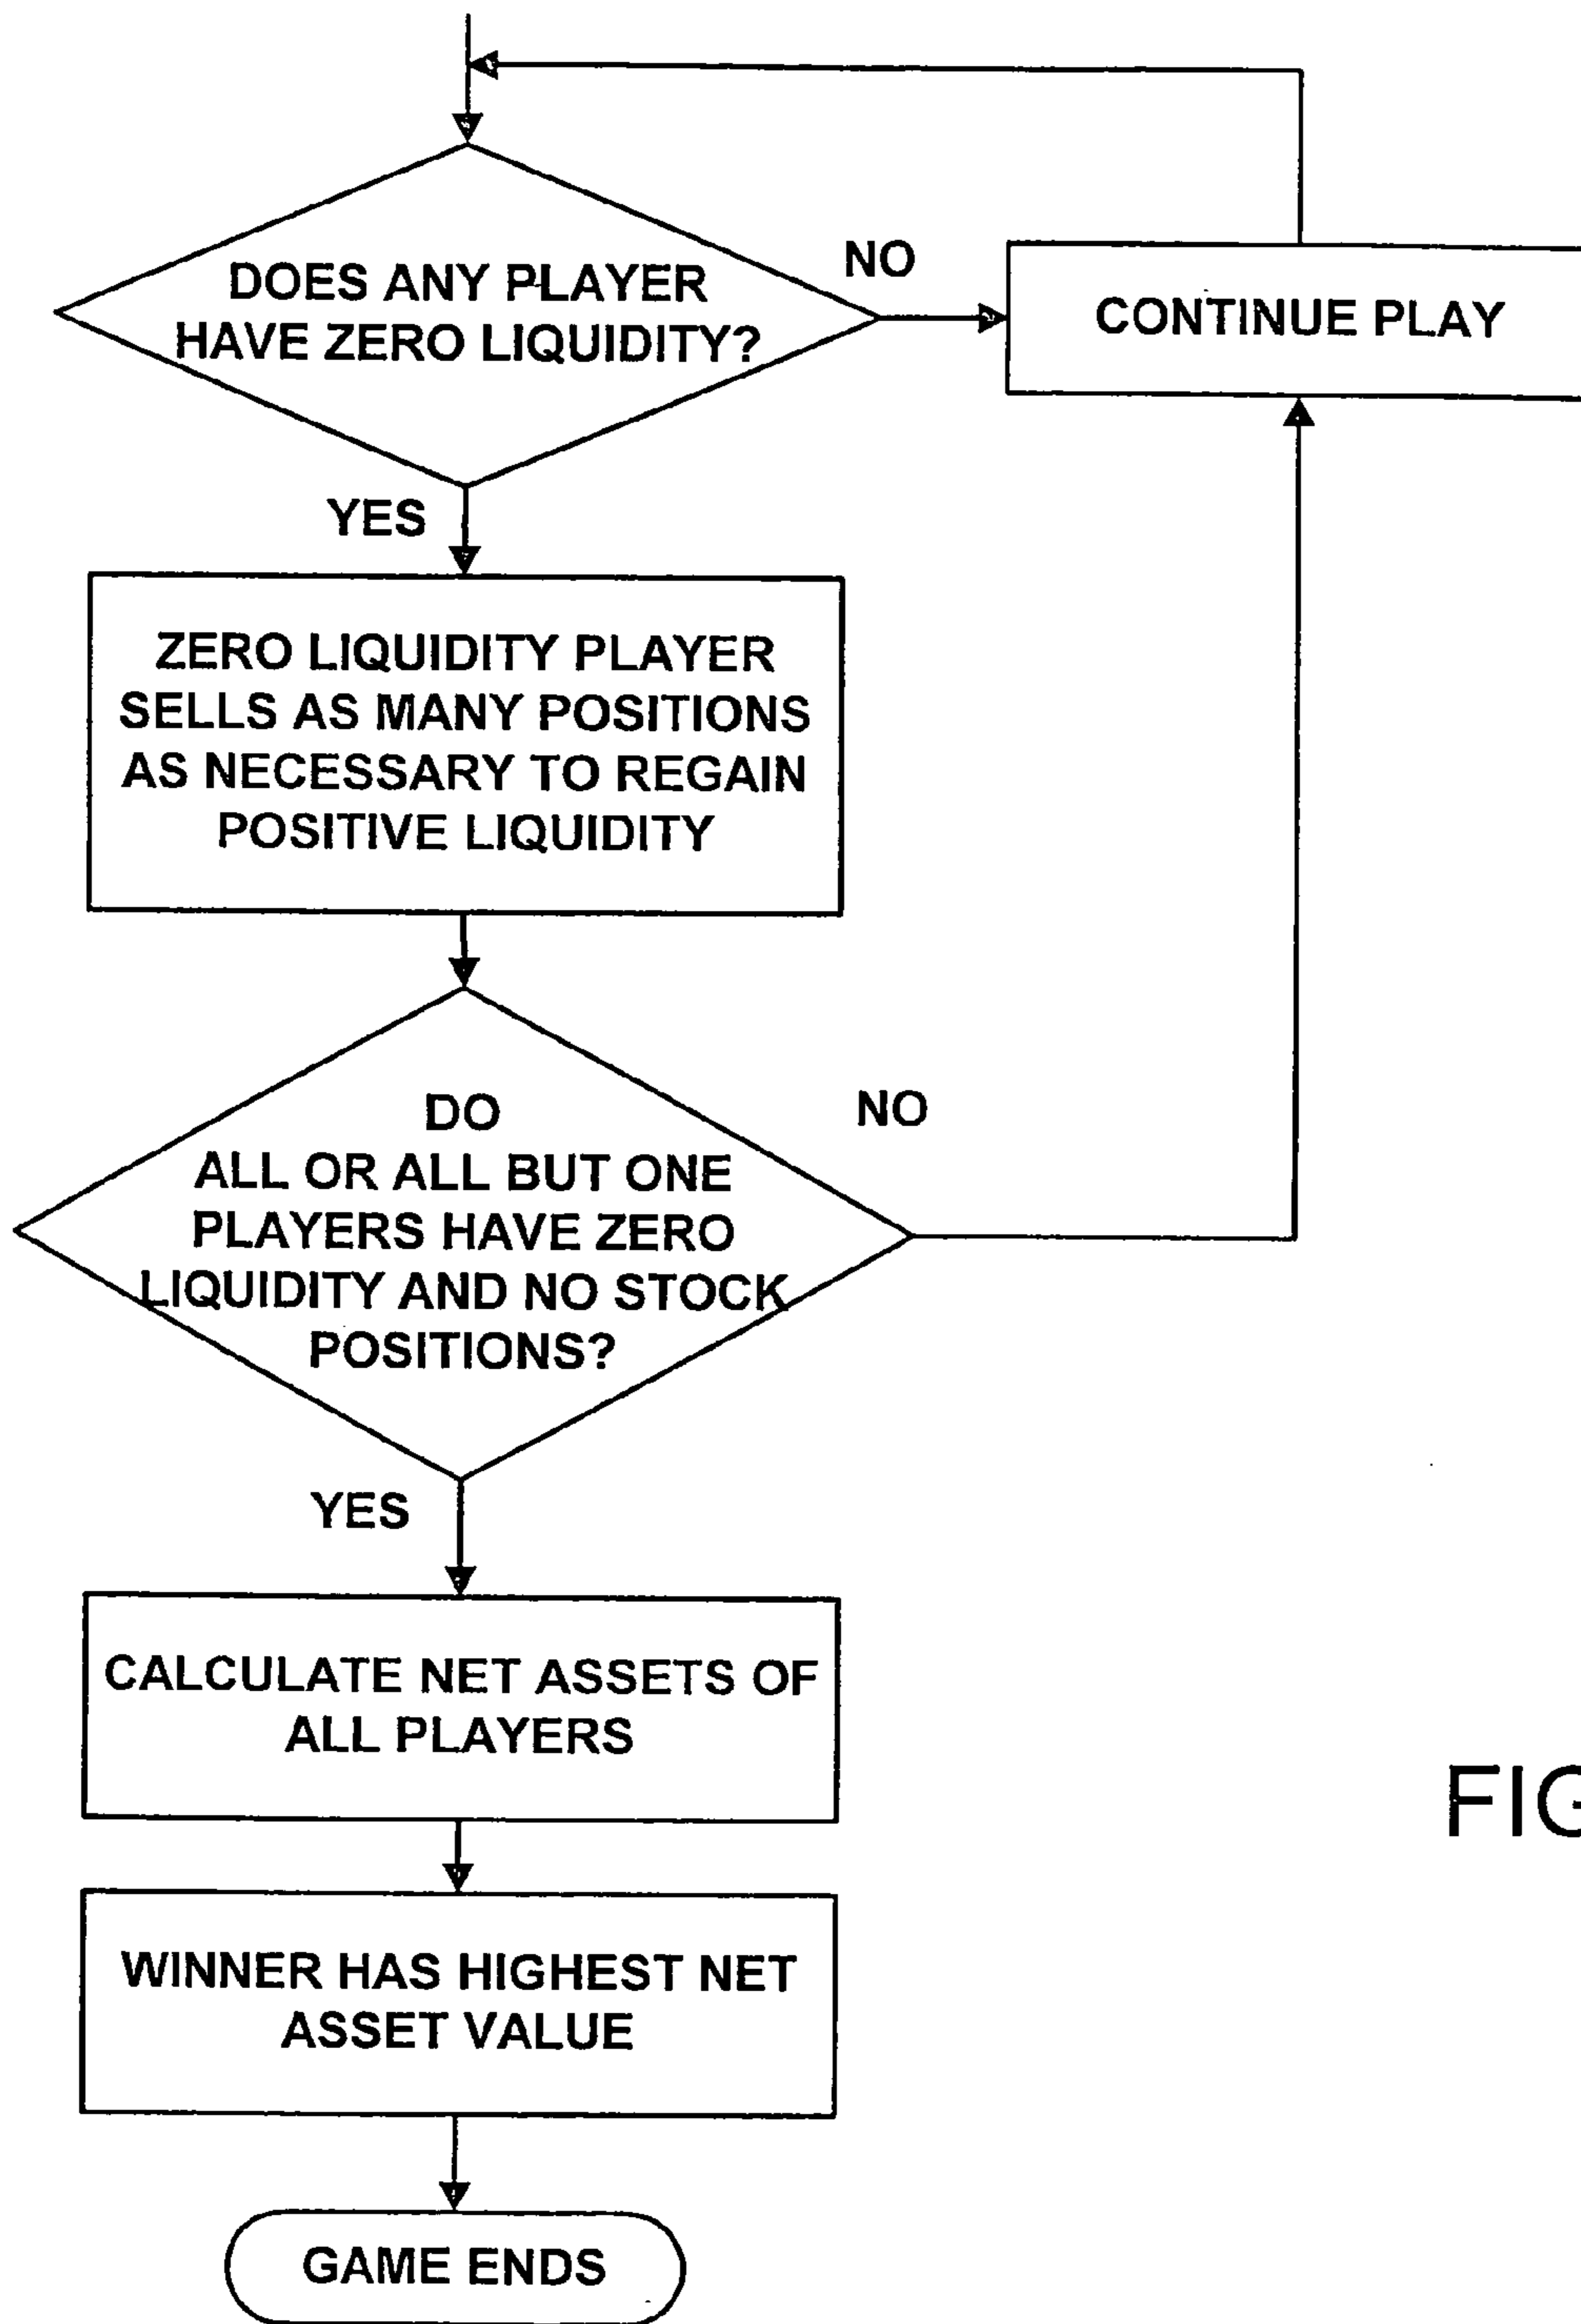 DOES ANY PLAYER
HAVE ZERO LIQUIDITY?
NO
CONTINUE PLAY
YES
ZERO LIQUIDITY PLAYER
SELLS AS MANY POSITIONS
AS NECESSARY TO REGAIN
POSITIVE LIQUIDITY
DO
ALL OR ALL BUT ONE
PLAYERS HAVE ZERO
LIQUIDITY AND NO STOCK
POSITIONS?
NO
YES
CALCULATE NET ASSETS OF
ALL PLAYERS
FIG
WINNER HAS HIGHEST NET
ASSET VALUE
GAME ENDS